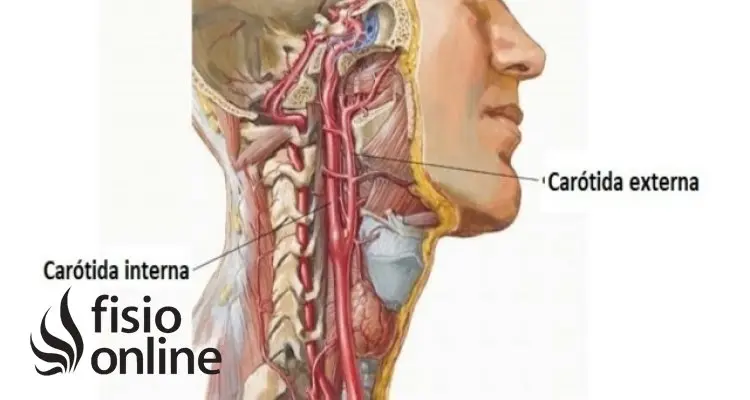 Carótida externa
Carótida interna
fisio
online